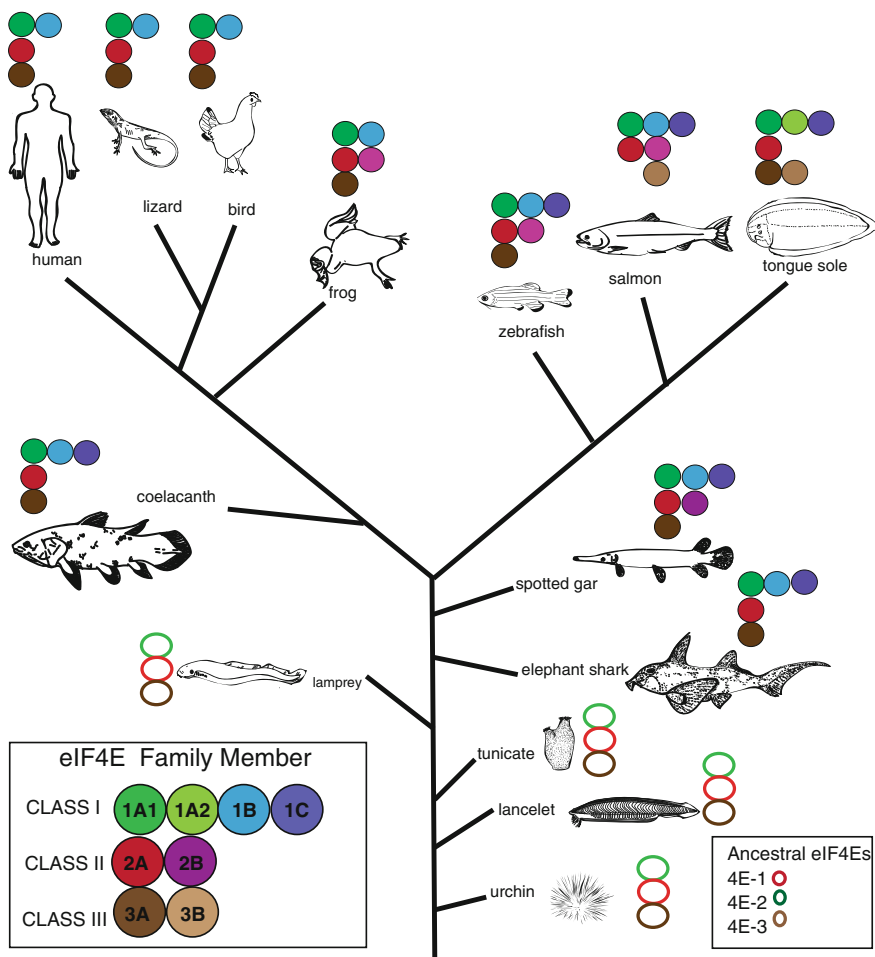 human
lizard
bird
frog
zebrafish
salmon
tongue sole
coelacanth
spotted gar
elephant shark
lamprey
tunicate
lancelet
urchin
eIF4E Family Member
CLASS I 1A1 1A2 1B 1C
CLASS II 2A 2B
CLASS III 3A 3B
Ancestral eIF4Es
4E-1
4E-2
4E-3